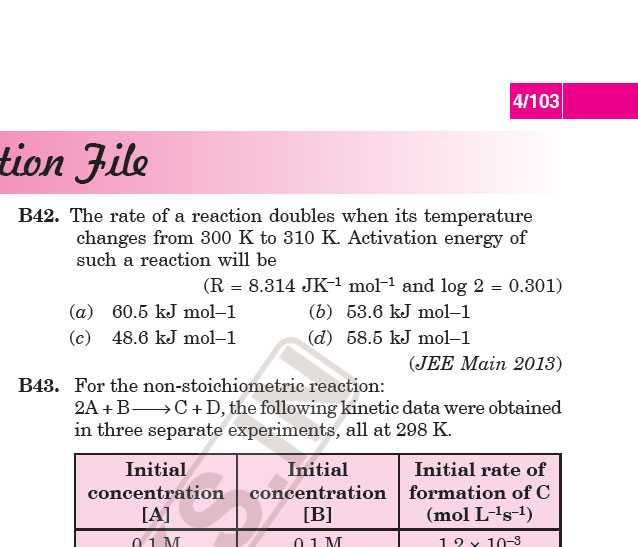 4/103
tion File
B42. The rate of a reaction doubles when its temperature
changes from 300 K to 310 K. Activation energy of
such a reaction will be
(R = 8.314 JK⁻¹ mol⁻¹ and log 2 = 0.301)
(a) 60.5 kJ mol–1 (b) 53.6 kJ mol–1
(c) 48.6 kJ mol–1 (d) 58.5 kJ mol–1
(JEE Main 2013)
B43. For the non-stoichiometric reaction:
2A + B ⟶ C + D, the following kinetic data were obtained
in three separate experiments, all at 298 K.
Initial Initial Initial rate of
concentration concentration formation of C
[A] [B] (mol L⁻¹s⁻¹)
0.1 M 0.1 M 1.2 × 10⁻³
S.IN